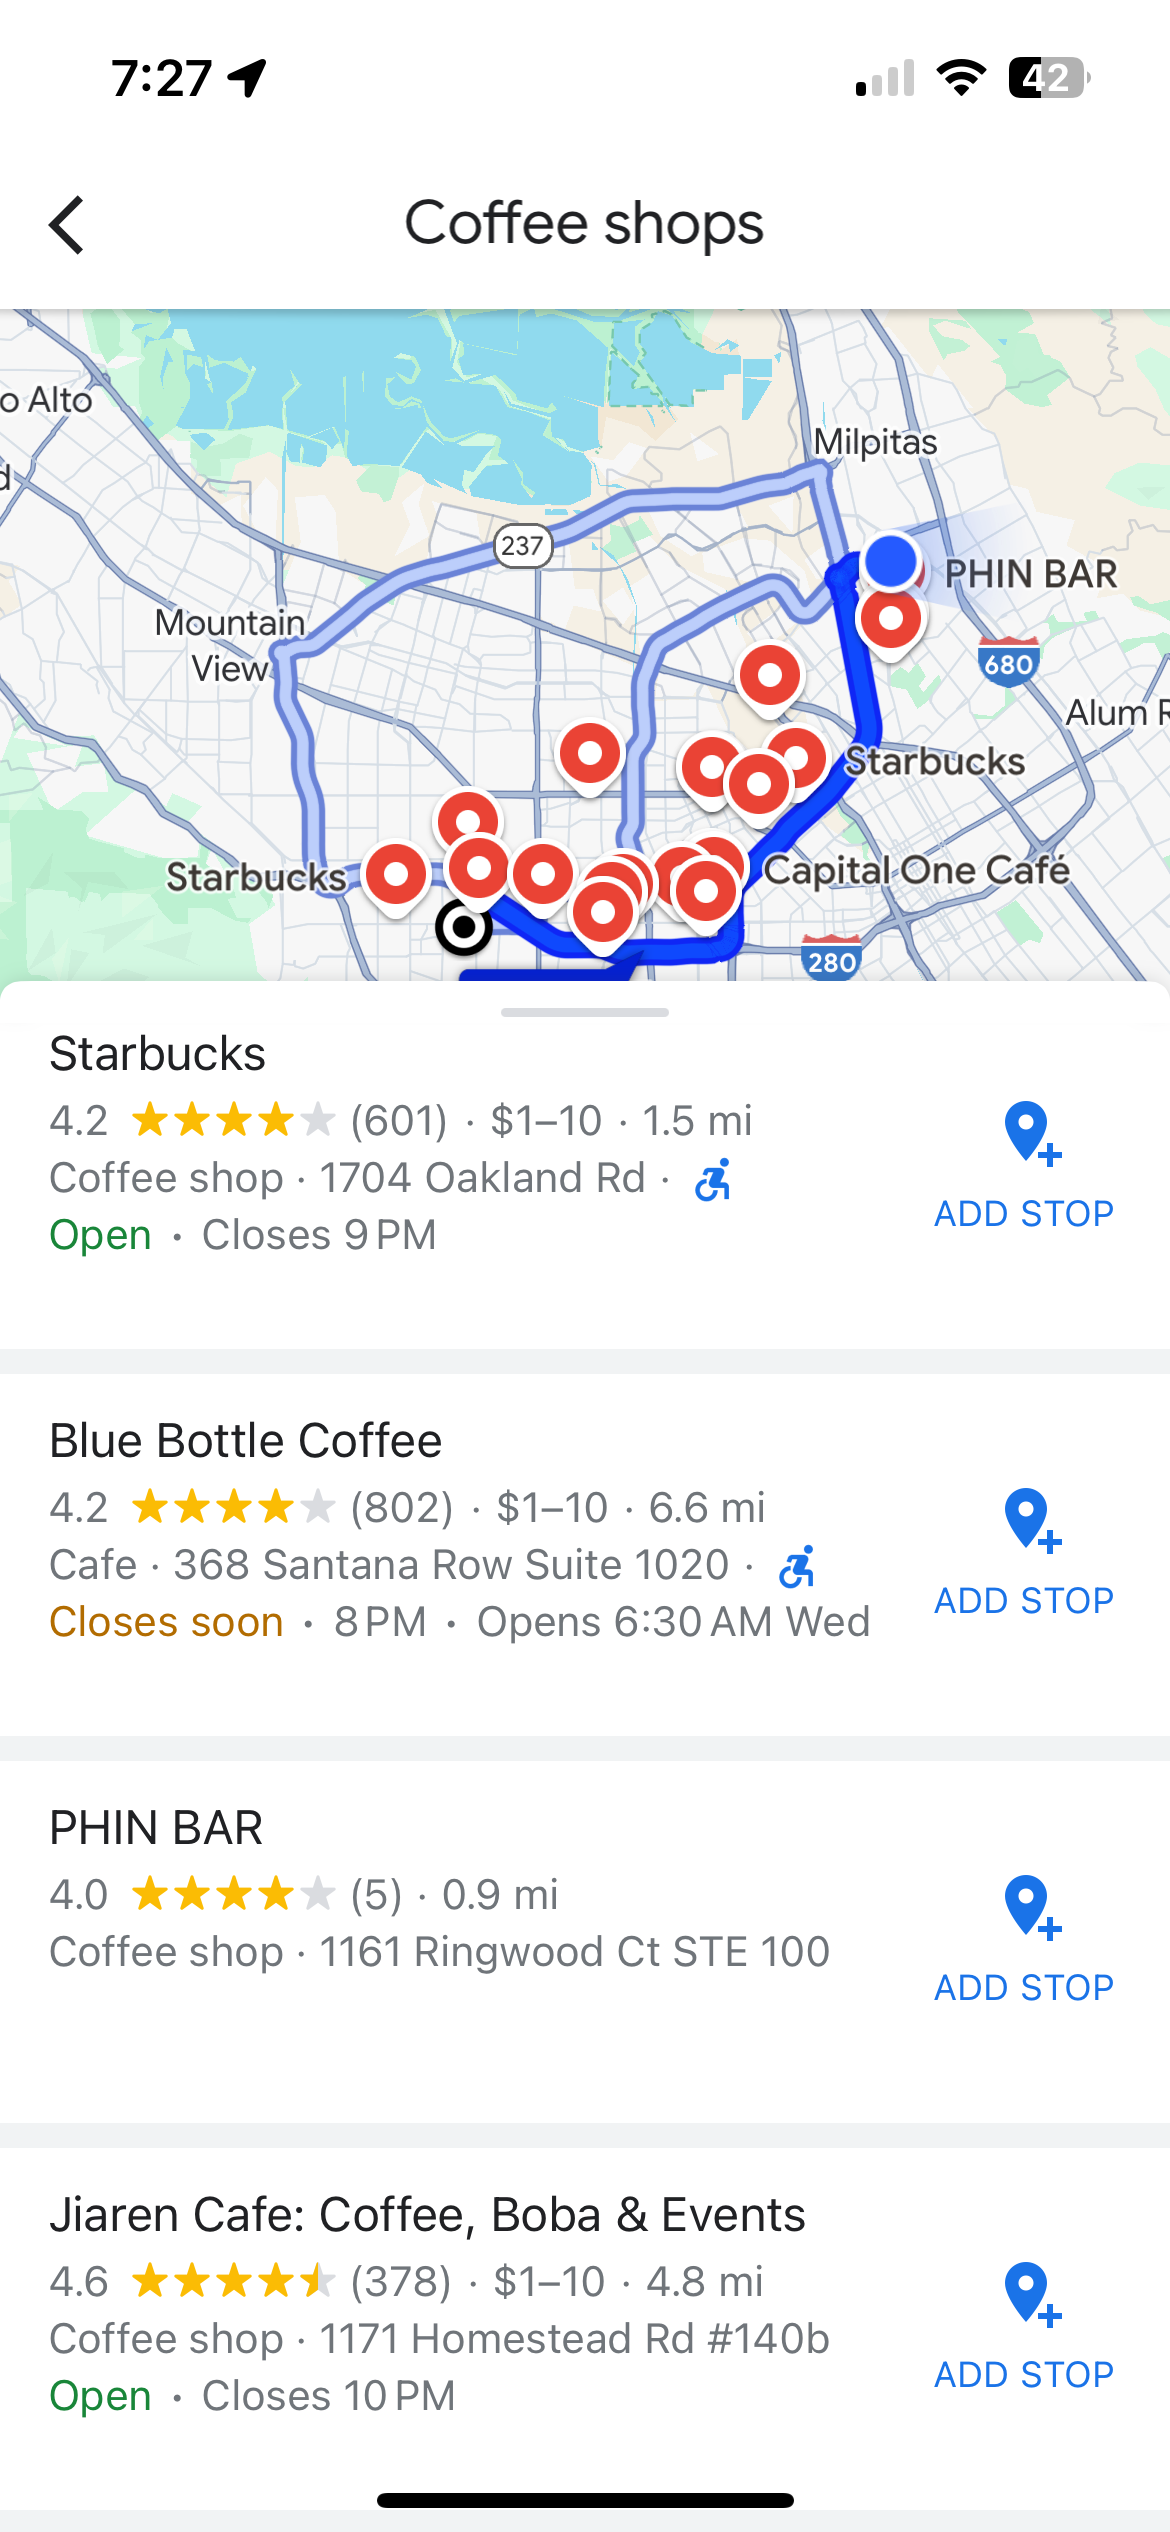 7:27
42
Coffee shops
o Alto
d
Milpitas
237
PHIN BAR
Mountain
View
680
Alum R
Starbucks
Starbucks
Capital One Café
280
Starbucks
4.2 ★★★★★ (601) · $1–10 · 1.5 mi
Coffee shop · 1704 Oakland Rd ·
Open · Closes 9 PM
ADD STOP
Blue Bottle Coffee
4.2 ★★★★★ (802) · $1–10 · 6.6 mi
Cafe · 368 Santana Row Suite 1020 ·
Closes soon · 8 PM · Opens 6:30 AM Wed
ADD STOP
PHIN BAR
4.0 ★★★★★ (5) · 0.9 mi
Coffee shop · 1161 Ringwood Ct STE 100
ADD STOP
Jiaren Cafe: Coffee, Boba & Events
4.6 ★★★★★ (378) · $1–10 · 4.8 mi
Coffee shop · 1171 Homestead Rd #140b
Open · Closes 10 PM
ADD STOP